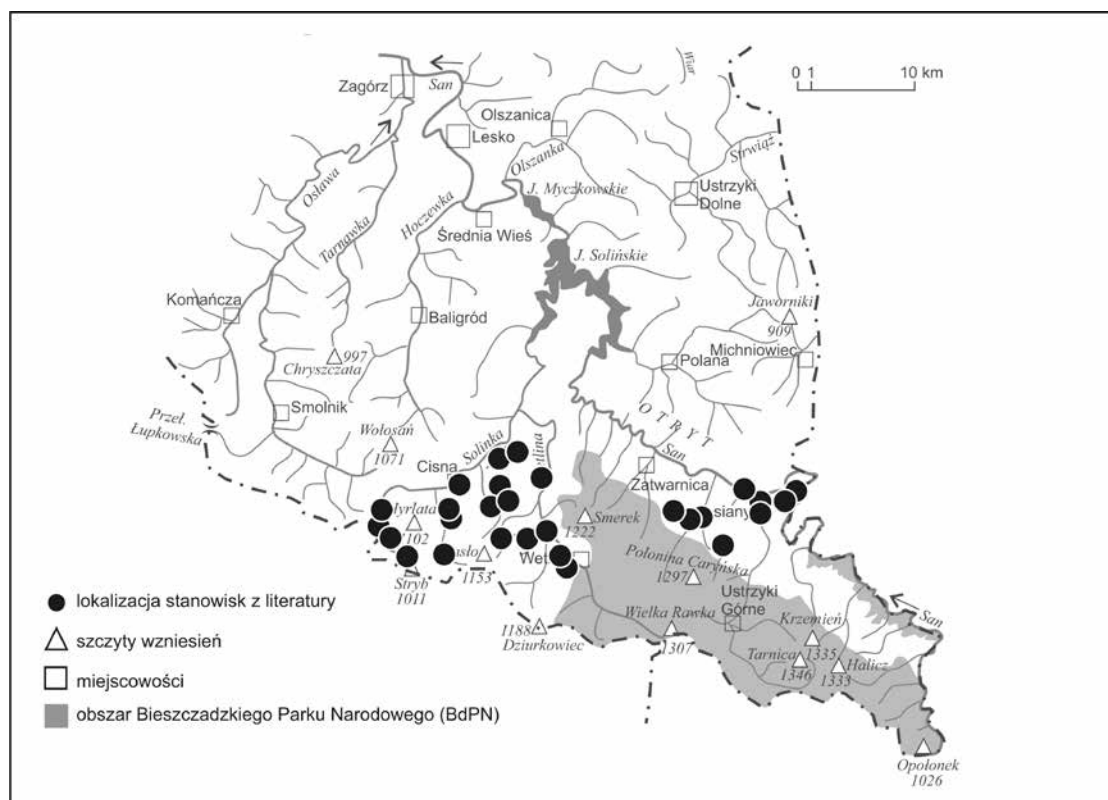 Zagórz
San
Wiar
0 1 10 km
Olszanica
Lesko
Olszanka
Strwiąż
Osława
Tarnawka
Hoczewka
J. Myczkowskie
Ustrzyki
Dolne
Średnia Wieś
J. Solińskie
Komańcza
Baligród
Jaworniki
909
997
Chryszczata
Polana
Michniowiec
Smolnik
Przeł.
Łupkowska
Wołosań
1071
OTRYT
San
Solinka
Cisna
Zatwarnica
Smerek
1222
Połonina Caryńska
1297
1153
Stryb
1011
Ustrzyki
Górne
Wielka Rawka
1307
Krzemień
1335
San
Tarnica
1346
Halicz
1333
1188
Dziurkowiec
Opołonek
1026
lokalizacja stanowisk z literatury
szczyty wzniesień
miejscowości
obszar Bieszczadzkiego Parku Narodowego (BdPN)